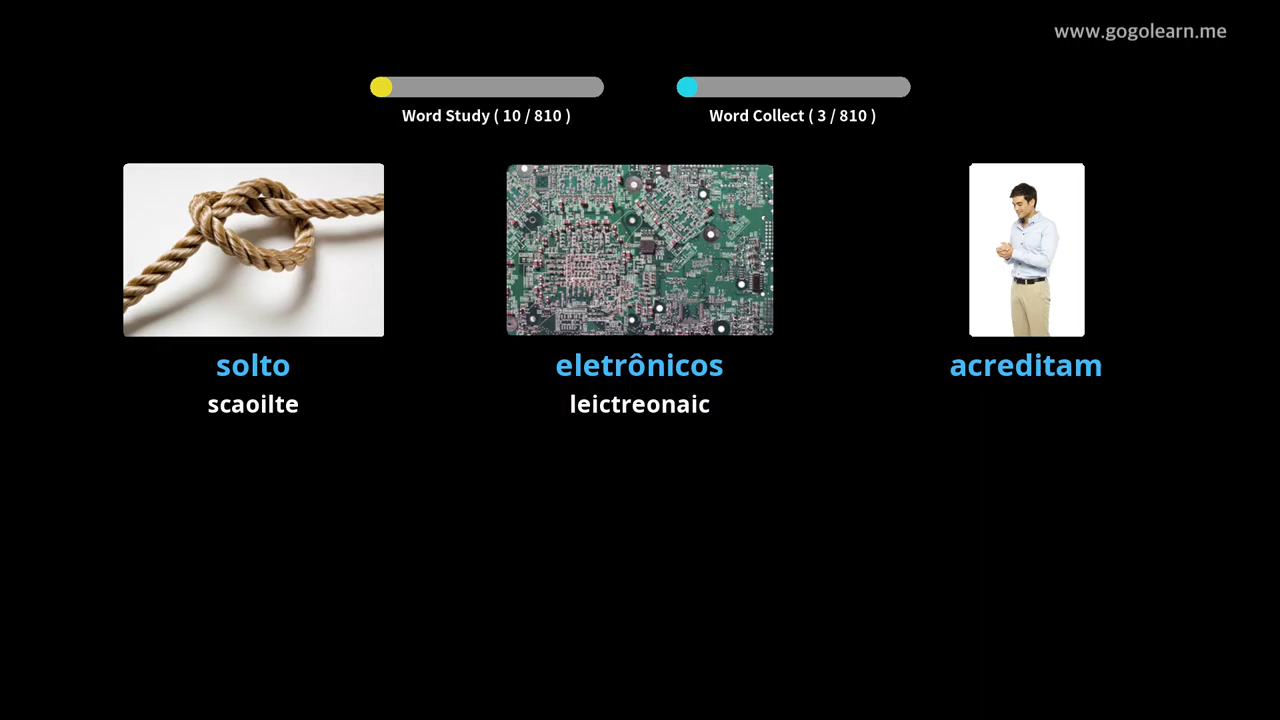 www.gogolearn.me
Word Study ( 10 / 810 )
Word Collect ( 3 / 810 )
solto
eletrônicos
acreditam
scaoilte
leictreonaic